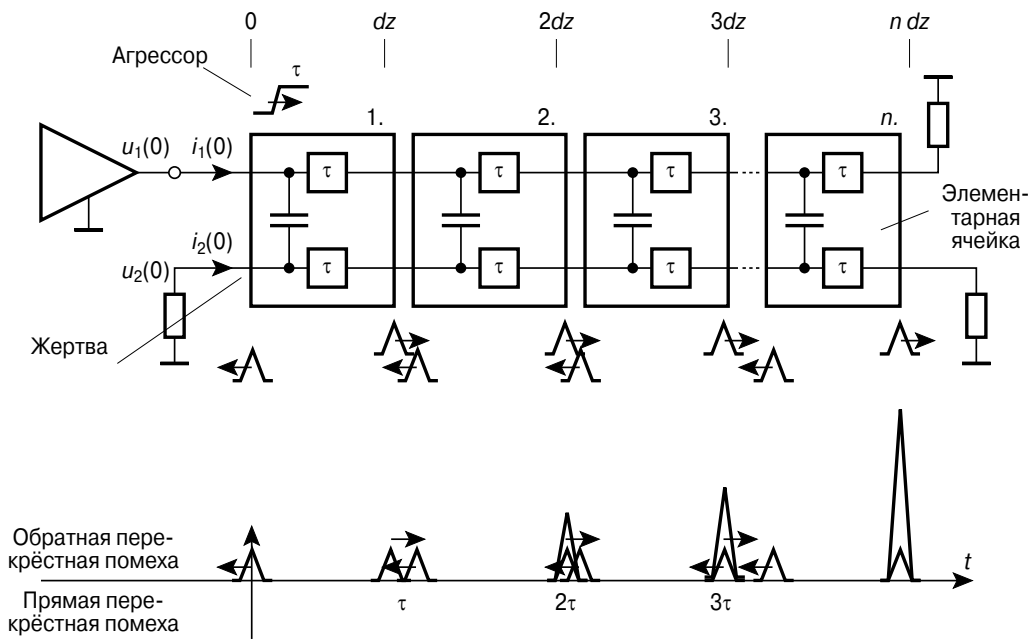 0 dz 2dz 3dz n dz
Агрессор
τ
1. 2. 3. n.
u₁(0) i₁(0)
τ τ τ τ
Элемен-
тарная
ячейка
i₂(0)
u₂(0)
τ τ τ τ
Жертва
Обратная пере-
крёстная помеха
t
Прямая пере-
крёстная помеха
τ 2τ 3τ